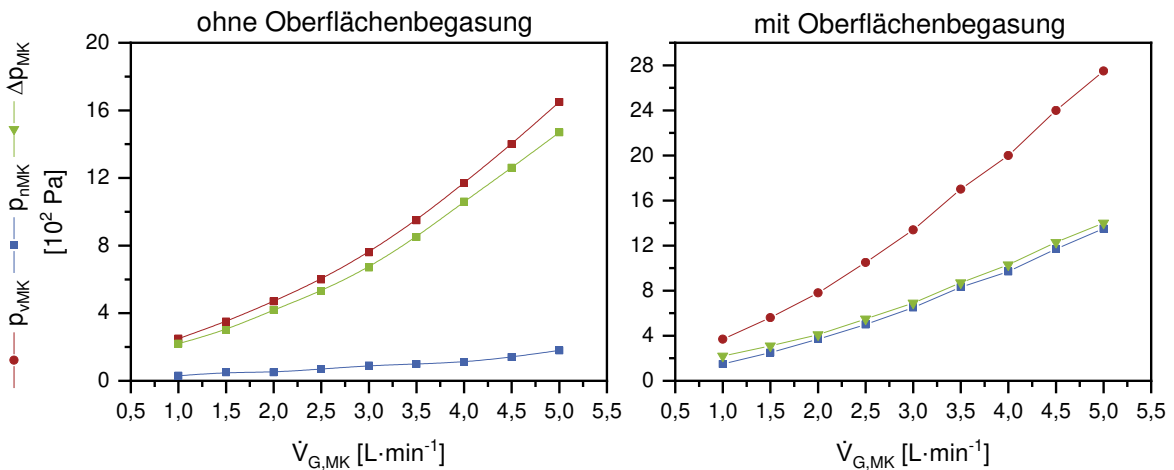 ohne Oberflächenbegasung
mit Oberflächenbegasung
p_vMK p_nMK Δp_MK
[10² Pa]
20
16
12
8
4
0
0,5 1,0 1,5 2,0 2,5 3,0 3,5 4,0 4,5 5,0 5,5
V̇_G,MK [L·min⁻¹]
28
24
20
16
12
8
4
0
0,5 1,0 1,5 2,0 2,5 3,0 3,5 4,0 4,5 5,0 5,5
V̇_G,MK [L·min⁻¹]